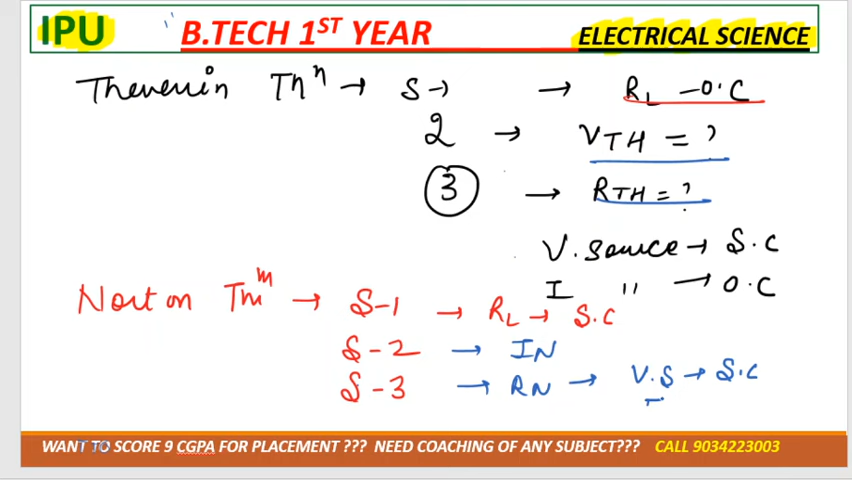 IPU B.TECH 1ST YEAR ELECTRICAL SCIENCE
Thevenin Thm → S → → RL - O.C
2 → VTH = ?
3 → RTH = ?
V. source → S.C
I " → O.C
Norton Thm → S-1 → RL → S.C
S-2 → IN
S-3 → RN → V.S → S.C
WANT TO SCORE 9 CGPA FOR PLACEMENT ??? NEED COACHING OF ANY SUBJECT??? CALL 9034223003